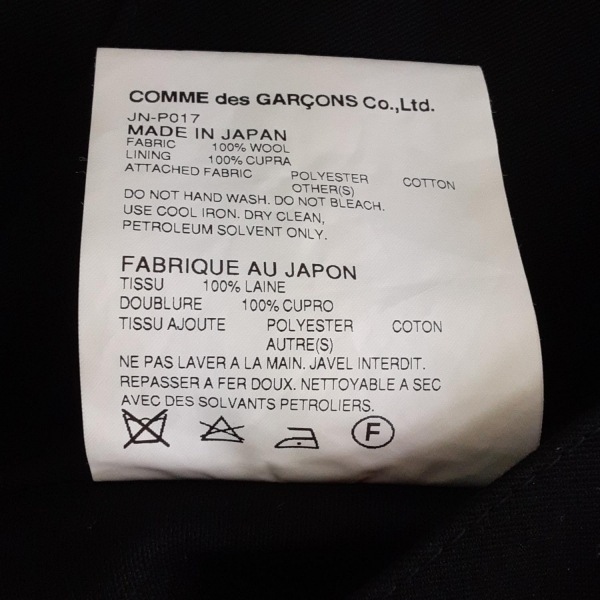 COMME des GARÇONS Co.,Ltd.
JN-P017
MADE IN JAPAN
FABRIC 100% WOOL
LINING 100% CUPRA
ATTACHED FABRIC POLYESTER COTTON
OTHER(S)
DO NOT HAND WASH. DO NOT BLEACH.
USE COOL IRON. DRY CLEAN,
PETROLEUM SOLVENT ONLY.
FABRIQUE AU JAPON
TISSU 100% LAINE
DOUBLURE 100% CUPRO
TISSU AJOUTE POLYESTER COTON
AUTRE(S)
NE PAS LAVER A LA MAIN. JAVEL INTERDIT.
REPASSER A FER DOUX. NETTOYABLE A SEC
AVEC DES SOLVANTS PETROLIERS.
F